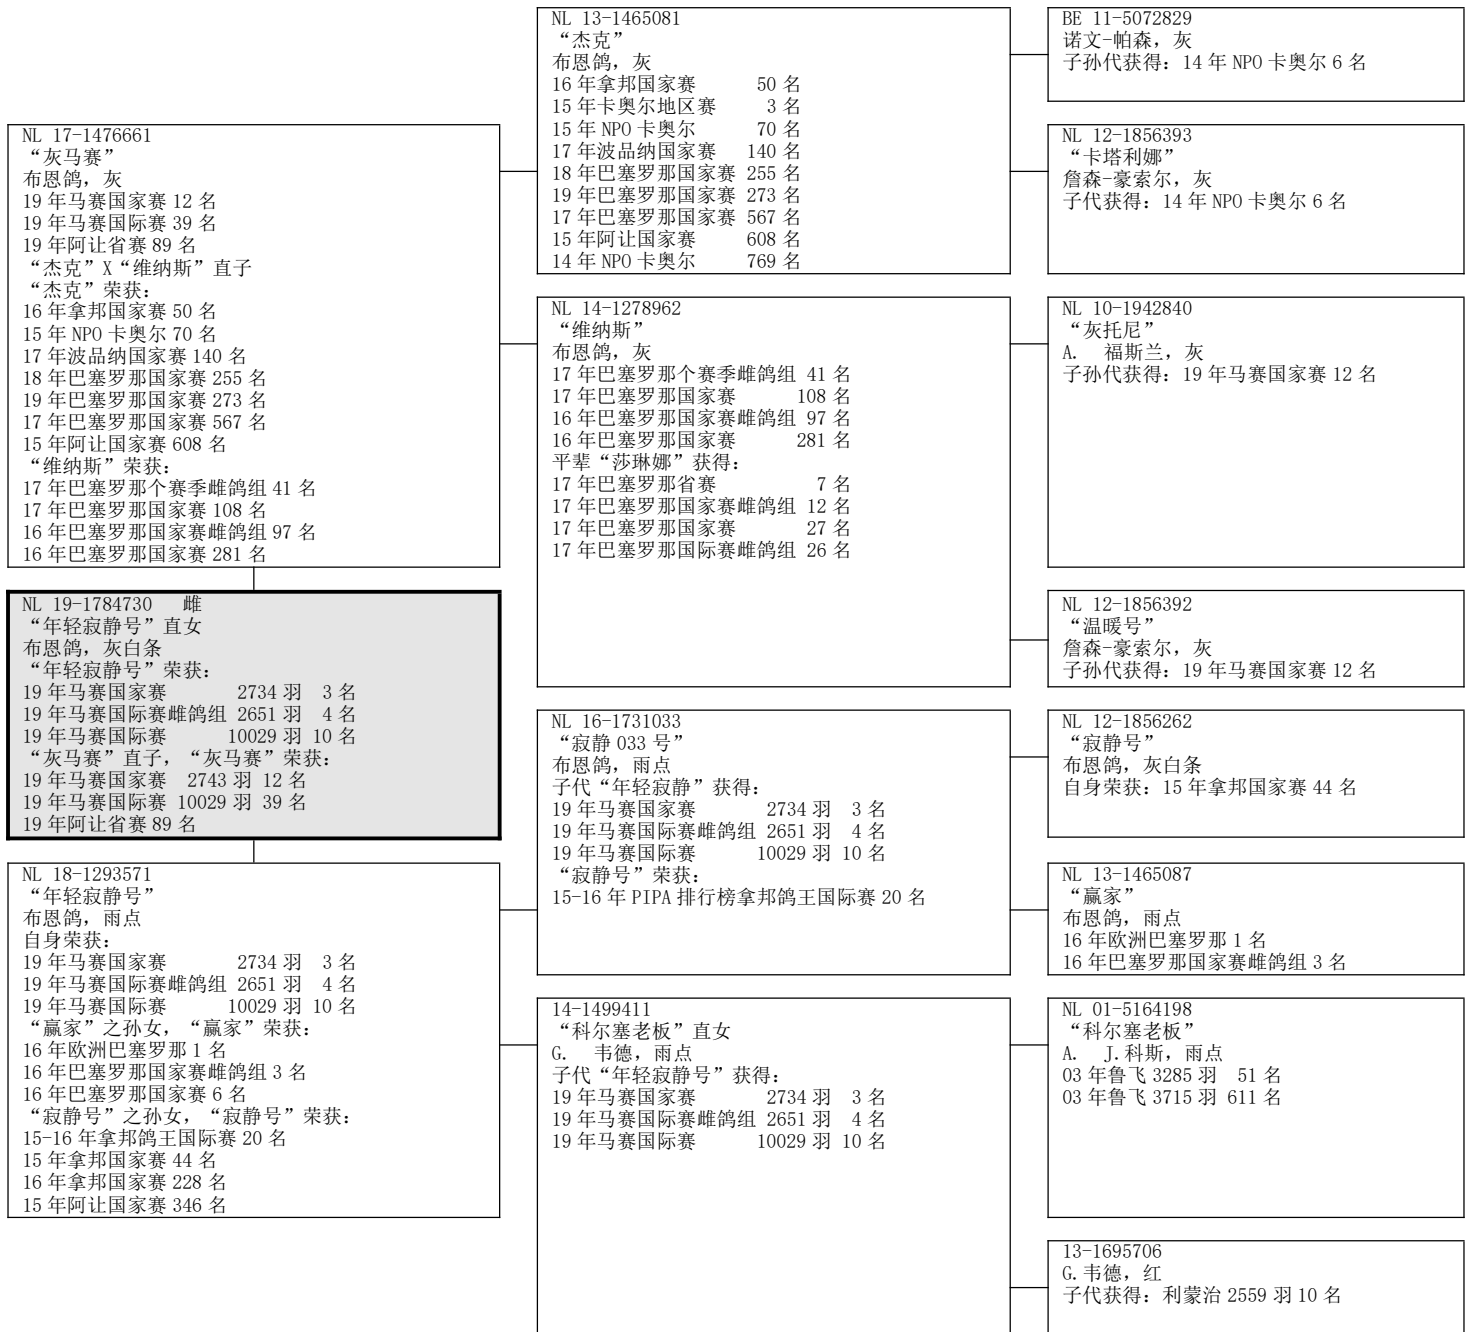 NL 17-1476661
“灰马赛”
布恩鸽，灰
19 年马赛国家赛 12 名
19 年马赛国际赛 39 名
19 年阿让省赛 89 名
“杰克”X“维纳斯”直子
“杰克”荣获：
16 年拿邦国家赛 50 名
15 年 NPO 卡奥尔 70 名
17 年波品纳国家赛 140 名
18 年巴塞罗那国家赛 255 名
19 年巴塞罗那国家赛 273 名
17 年巴塞罗那国家赛 567 名
15 年阿让国家赛 608 名
“维纳斯”荣获：
17 年巴塞罗那个赛季雌鸽组 41 名
17 年巴塞罗那国家赛 108 名
16 年巴塞罗那国家赛雌鸽组 97 名
16 年巴塞罗那国家赛 281 名
NL 19-1784730 雌
“年轻寂静号”直女
布恩鸽，灰白条
“年轻寂静号”荣获：
19 年马赛国家赛 2734 羽 3 名
19 年马赛国际赛雌鸽组 2651 羽 4 名
19 年马赛国际赛 10029 羽 10 名
“灰马赛”直子，“灰马赛”荣获：
19 年马赛国家赛 2743 羽 12 名
19 年马赛国际赛 10029 羽 39 名
19 年阿让省赛 89 名
NL 18-1293571
“年轻寂静号”
布恩鸽，雨点
自身荣获：
19 年马赛国家赛 2734 羽 3 名
19 年马赛国际赛雌鸽组 2651 羽 4 名
19 年马赛国际赛 10029 羽 10 名
“赢家”之孙女，“赢家”荣获：
16 年欧洲巴塞罗那 1 名
16 年巴塞罗那国家赛雌鸽组 3 名
16 年巴塞罗那国家赛 6 名
“寂静号”之孙女，“寂静号”荣获：
15-16 年拿邦鸽王国际赛 20 名
15 年拿邦国家赛 44 名
16 年拿邦国家赛 228 名
15 年阿让国家赛 346 名
NL 13-1465081
“杰克”
布恩鸽，灰
16 年拿邦国家赛 50 名
15 年卡奥尔地区赛 3 名
15 年 NPO 卡奥尔 70 名
17 年波品纳国家赛 140 名
18 年巴塞罗那国家赛 255 名
19 年巴塞罗那国家赛 273 名
17 年巴塞罗那国家赛 567 名
15 年阿让国家赛 608 名
14 年 NPO 卡奥尔 769 名
NL 14-1278962
“维纳斯”
布恩鸽，灰
17 年巴塞罗那个赛季雌鸽组 41 名
17 年巴塞罗那国家赛 108 名
16 年巴塞罗那国家赛雌鸽组 97 名
16 年巴塞罗那国家赛 281 名
平辈“莎琳娜”获得：
17 年巴塞罗那省赛 7 名
17 年巴塞罗那国家赛雌鸽组 12 名
17 年巴塞罗那国家赛 27 名
17 年巴塞罗那国际赛雌鸽组 26 名
NL 16-1731033
“寂静 033 号”
布恩鸽，雨点
子代“年轻寂静”获得：
19 年马赛国家赛 2734 羽 3 名
19 年马赛国际赛雌鸽组 2651 羽 4 名
19 年马赛国际赛 10029 羽 10 名
“寂静号”荣获：
15-16 年 PIPA 排行榜拿邦鸽王国际赛 20 名
14-1499411
“科尔塞老板”直女
G. 韦德，雨点
子代“年轻寂静号”获得：
19 年马赛国家赛 2734 羽 3 名
19 年马赛国际赛雌鸽组 2651 羽 4 名
19 年马赛国际赛 10029 羽 10 名
BE 11-5072829
诺文-帕森，灰
子孙代获得：14 年 NPO 卡奥尔 6 名
NL 12-1856393
“卡塔利娜”
詹森-豪索尔，灰
子代获得：14 年 NPO 卡奥尔 6 名
NL 10-1942840
“灰托尼”
A. 福斯兰，灰
子孙代获得：19 年马赛国家赛 12 名
NL 12-1856392
“温暖号”
詹森-豪索尔，灰
子孙代获得：19 年马赛国家赛 12 名
NL 12-1856262
“寂静号”
布恩鸽，灰白条
自身荣获：15 年拿邦国家赛 44 名
NL 13-1465087
“赢家”
布恩鸽，雨点
16 年欧洲巴塞罗那 1 名
16 年巴塞罗那国家赛雌鸽组 3 名
NL 01-5164198
“科尔塞老板”
A. J.科斯，雨点
03 年鲁飞 3285 羽 51 名
03 年鲁飞 3715 羽 611 名
13-1695706
G.韦德，红
子代获得：利蒙治 2559 羽 10 名